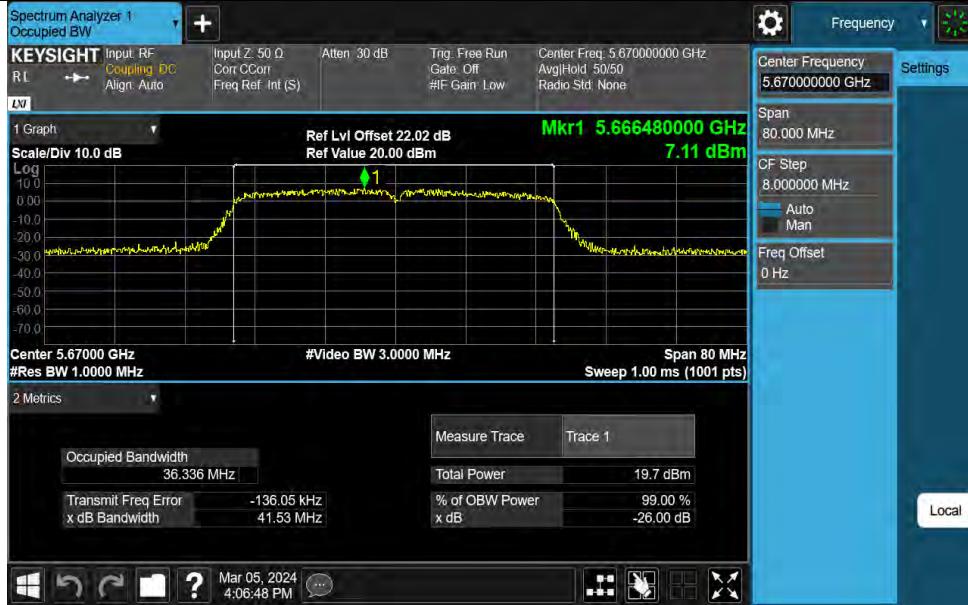 Spectrum Analyzer 1
Occupied BW
+
Frequency
KEYSIGHT
RL
LXI
Input: RF
Coupling: DC
Align: Auto
Input Z: 50 Ω
Corr CCorr
Freq Ref: Int (S)
Atten: 30 dB
Trig: Free Run
Gate: Off
#IF Gain: Low
Center Freq: 5.670000000 GHz
Avg|Hold: 50/50
Radio Std: None
Center Frequency
5.670000000 GHz
Settings
Span
80.000 MHz
CF Step
8.000000 MHz
Auto
Man
Freq Offset
0 Hz
Local
1 Graph
Scale/Div 10.0 dB
Ref Lvl Offset 22.02 dB
Ref Value 20.00 dBm
Mkr1 5.666480000 GHz
7.11 dBm
Log
10.0
0.00
-10.0
-20.0
-30.0
-40.0
-50.0
-60.0
-70.0
1
Center 5.67000 GHz
#Res BW 1.0000 MHz
#Video BW 3.0000 MHz
Span 80 MHz
Sweep 1.00 ms (1001 pts)
2 Metrics
Measure Trace Trace 1
Occupied Bandwidth
36.336 MHz
Total Power 19.7 dBm
Transmit Freq Error -136.05 kHz
% of OBW Power 99.00 %
x dB Bandwidth 41.53 MHz
x dB -26.00 dB
?
Mar 05, 2024
4:06:48 PM